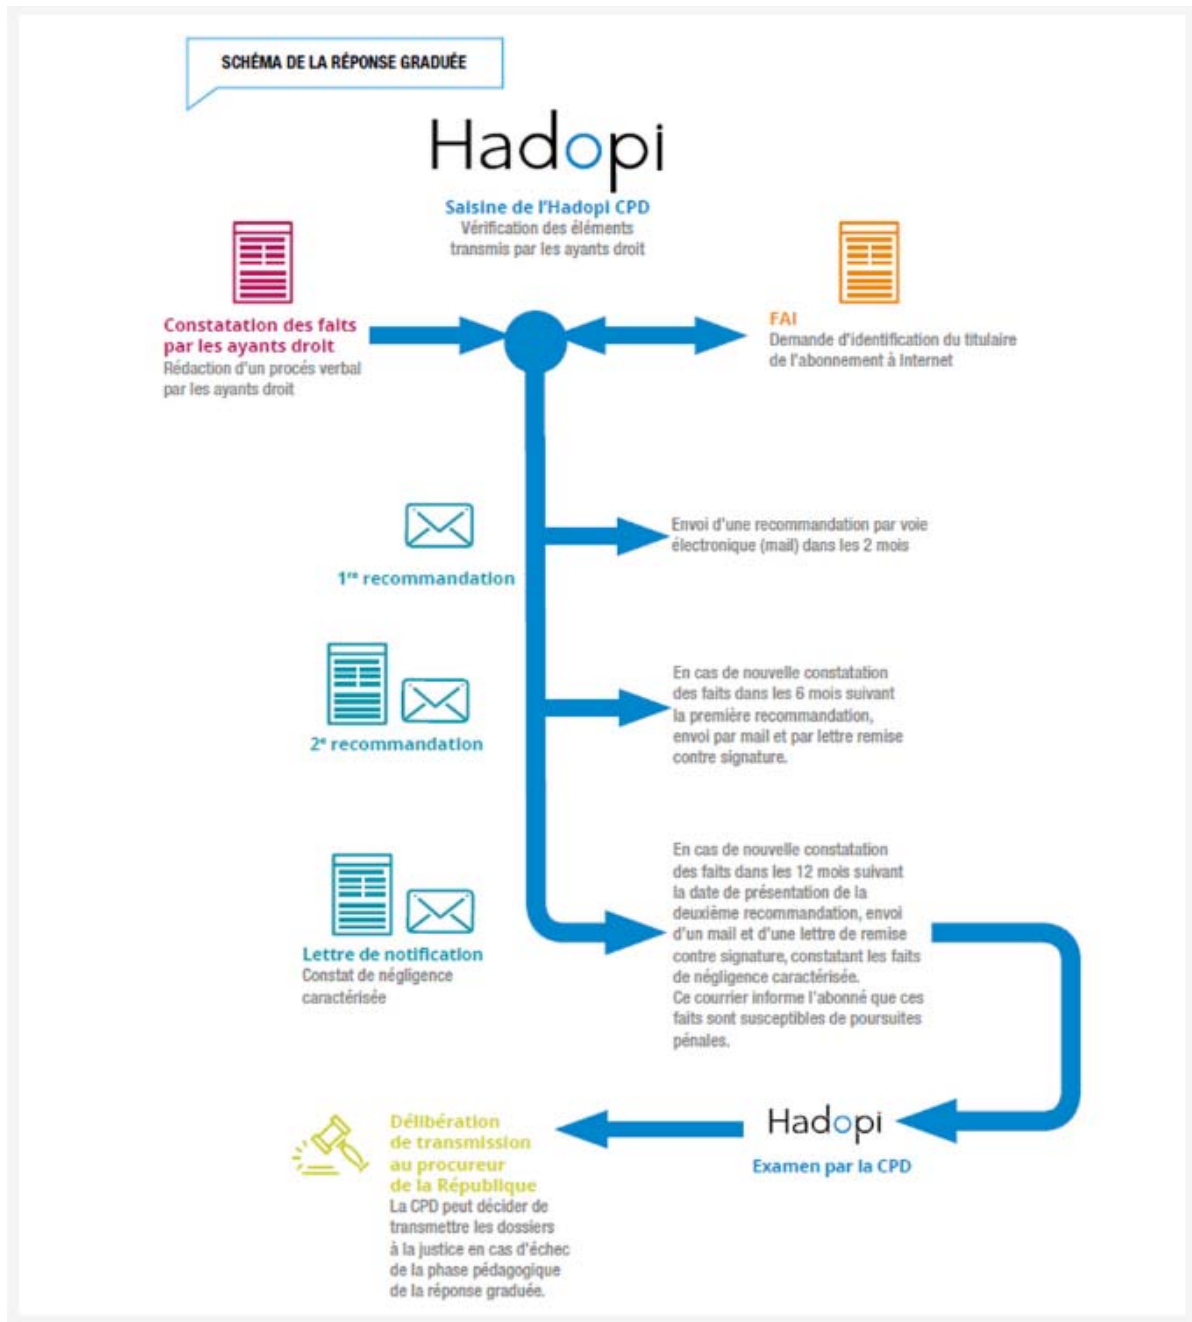 SCHÉMA DE LA RÉPONSE GRADUÉE
Hadopi
Saisine de l'Hadopi CPD
Vérification des éléments
transmis par les ayants droit
Constatation des faits
par les ayants droit
Rédaction d'un procés verbal
par les ayants droit
FAI
Demande d'identification du titulaire
de l'abonnement à Internet
1re recommandation
Envoi d'une recommandation par voie
électronique (mail) dans les 2 mois
2e recommandation
En cas de nouvelle constatation
des faits dans les 6 mois suivant
la première recommandation,
envoi par mail et par lettre remise
contre signature.
Lettre de notification
Constat de négligence
caractérisée
En cas de nouvelle constatation
des faits dans les 12 mois suivant
la date de présentation de la
deuxième recommandation, envoi
d'un mail et d'une lettre de remise
contre signature, constatant les faits
de négligence caractérisée.
Ce courrier informe l'abonné que ces
faits sont susceptibles de poursuites
pénales.
Hadopi
Examen par la CPD
Délibération
de transmission
au procureur
de la République
La CPD peut décider de
transmettre les dossiers
à la justice en cas d'échec
de la phase pédagogique
de la réponse graduée.